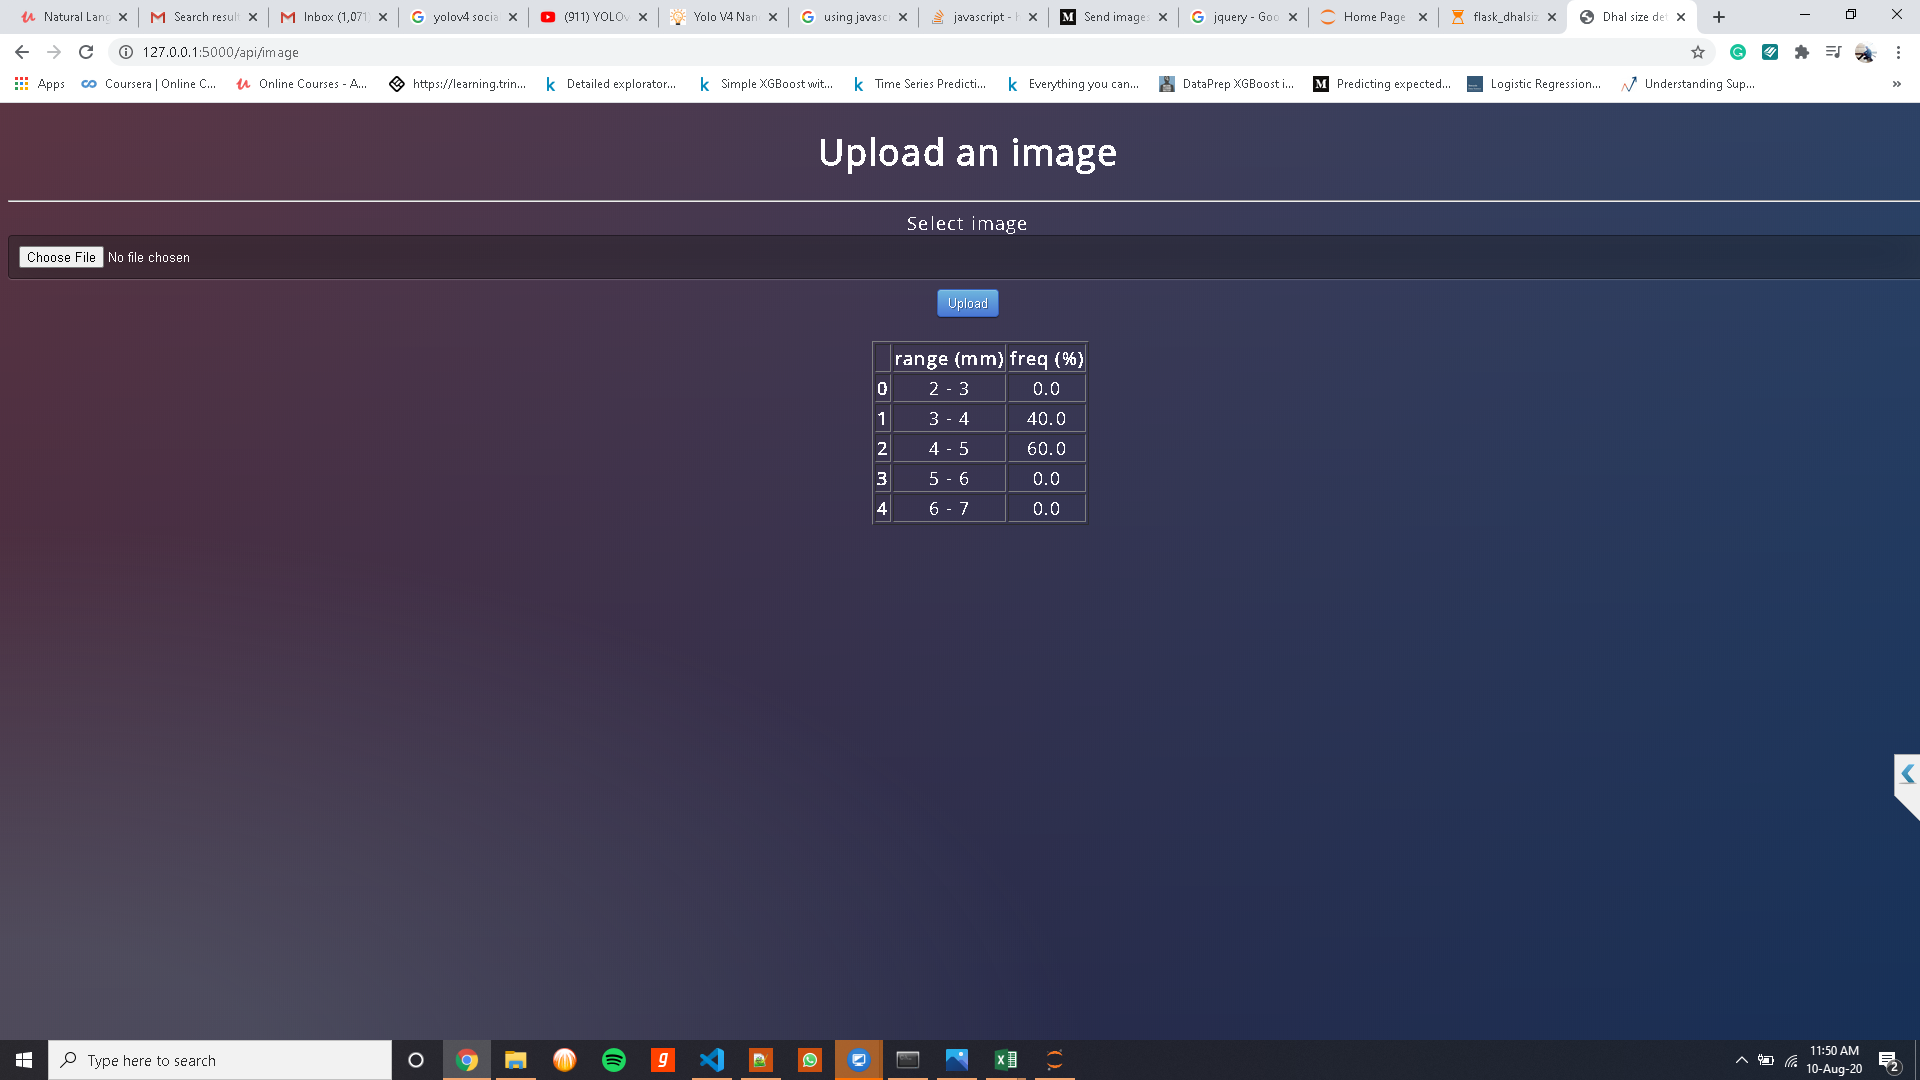 Natural Lang
Search result
Inbox (1,071
yolov4 socia
(911) YOLOv
Yolo V4 Nan
using javascr
javascript - h
Send images
jquery - Goo
Home Page
flask_dhalsiz
Dhal size det
127.0.0.1:5000/api/image
Apps
Coursera | Online C...
Online Courses - A...
https://learning.trin...
Detailed explorator...
Simple XGBoost wit...
Time Series Predicti...
Everything you can...
DataPrep XGBoost i...
Predicting expected...
Logistic Regression...
Understanding Sup...
»
Upload an image
Select image
Choose File No file chosen
Upload
range (mm) freq (%)
0 2 - 3 0.0
1 3 - 4 40.0
2 4 - 5 60.0
3 5 - 6 0.0
4 6 - 7 0.0
Type here to search
11:50 AM
10-Aug-20
2